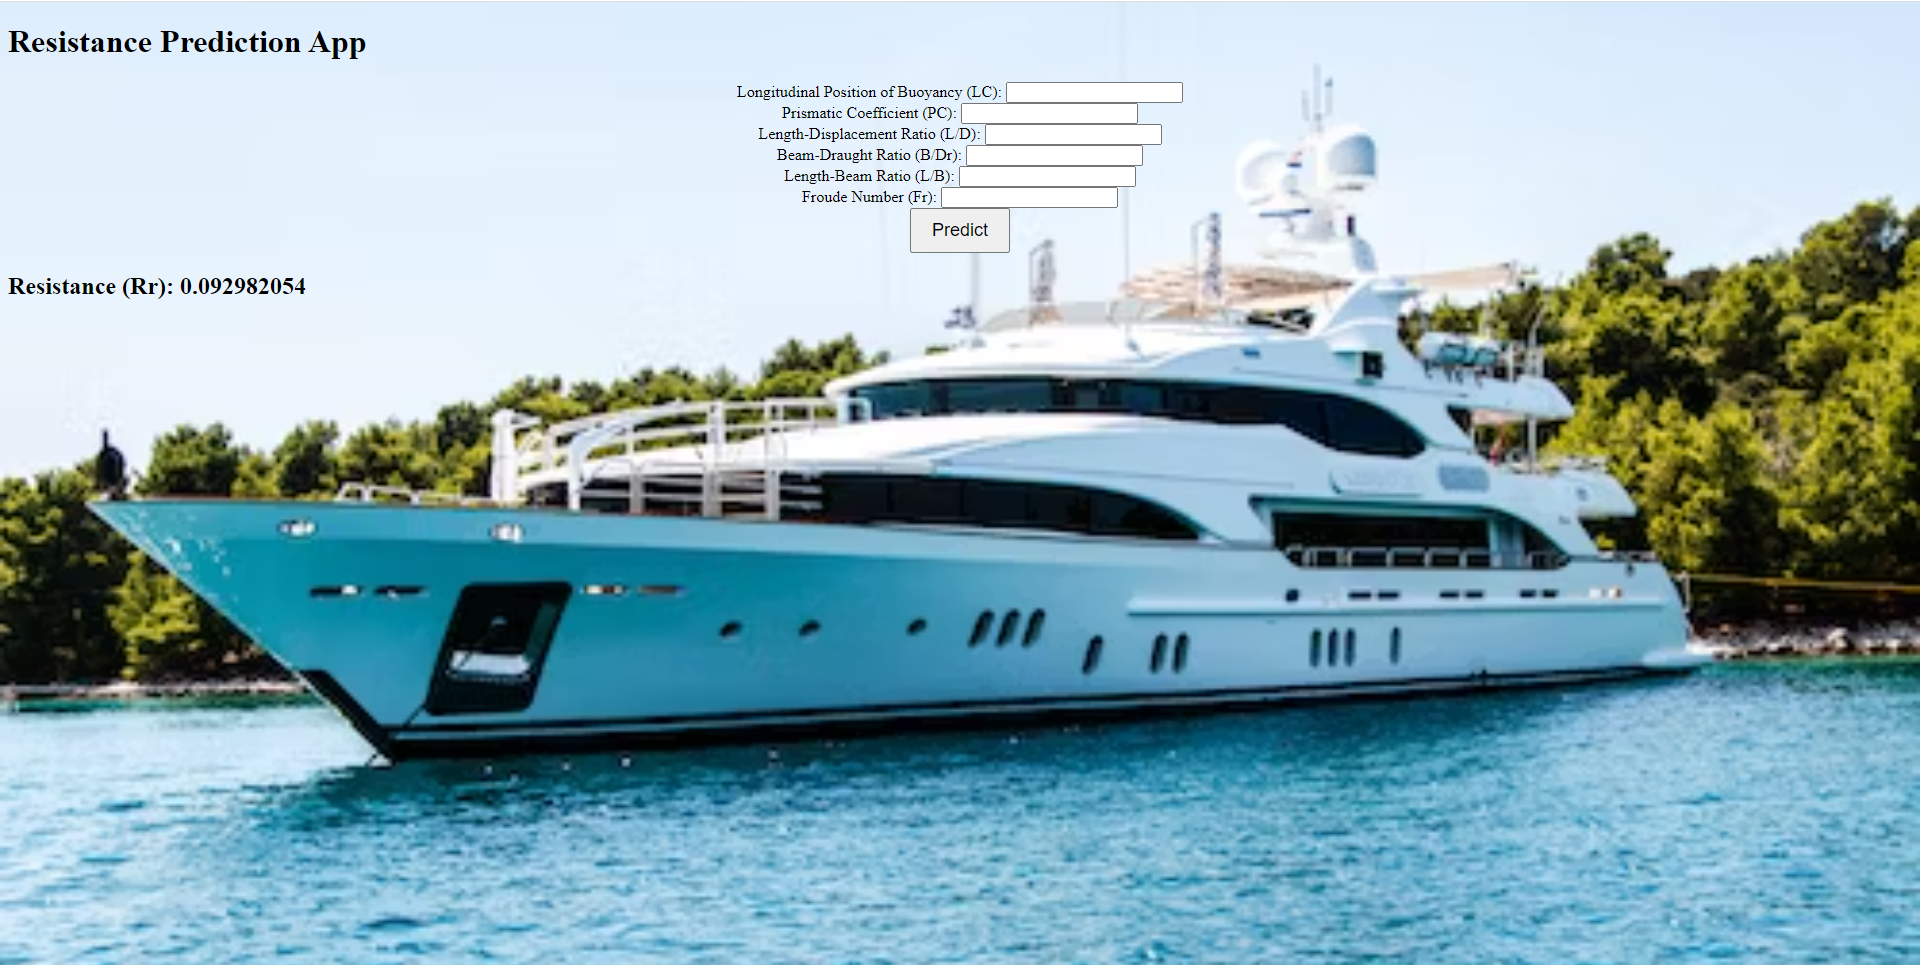 Resistance Prediction App
Longitudinal Position of Buoyancy (LC):
Prismatic Coefficient (PC):
Length-Displacement Ratio (L/D):
Beam-Draught Ratio (B/Dr):
Length-Beam Ratio (L/B):
Froude Number (Fr):
Predict
Resistance (Rr): 0.092982054